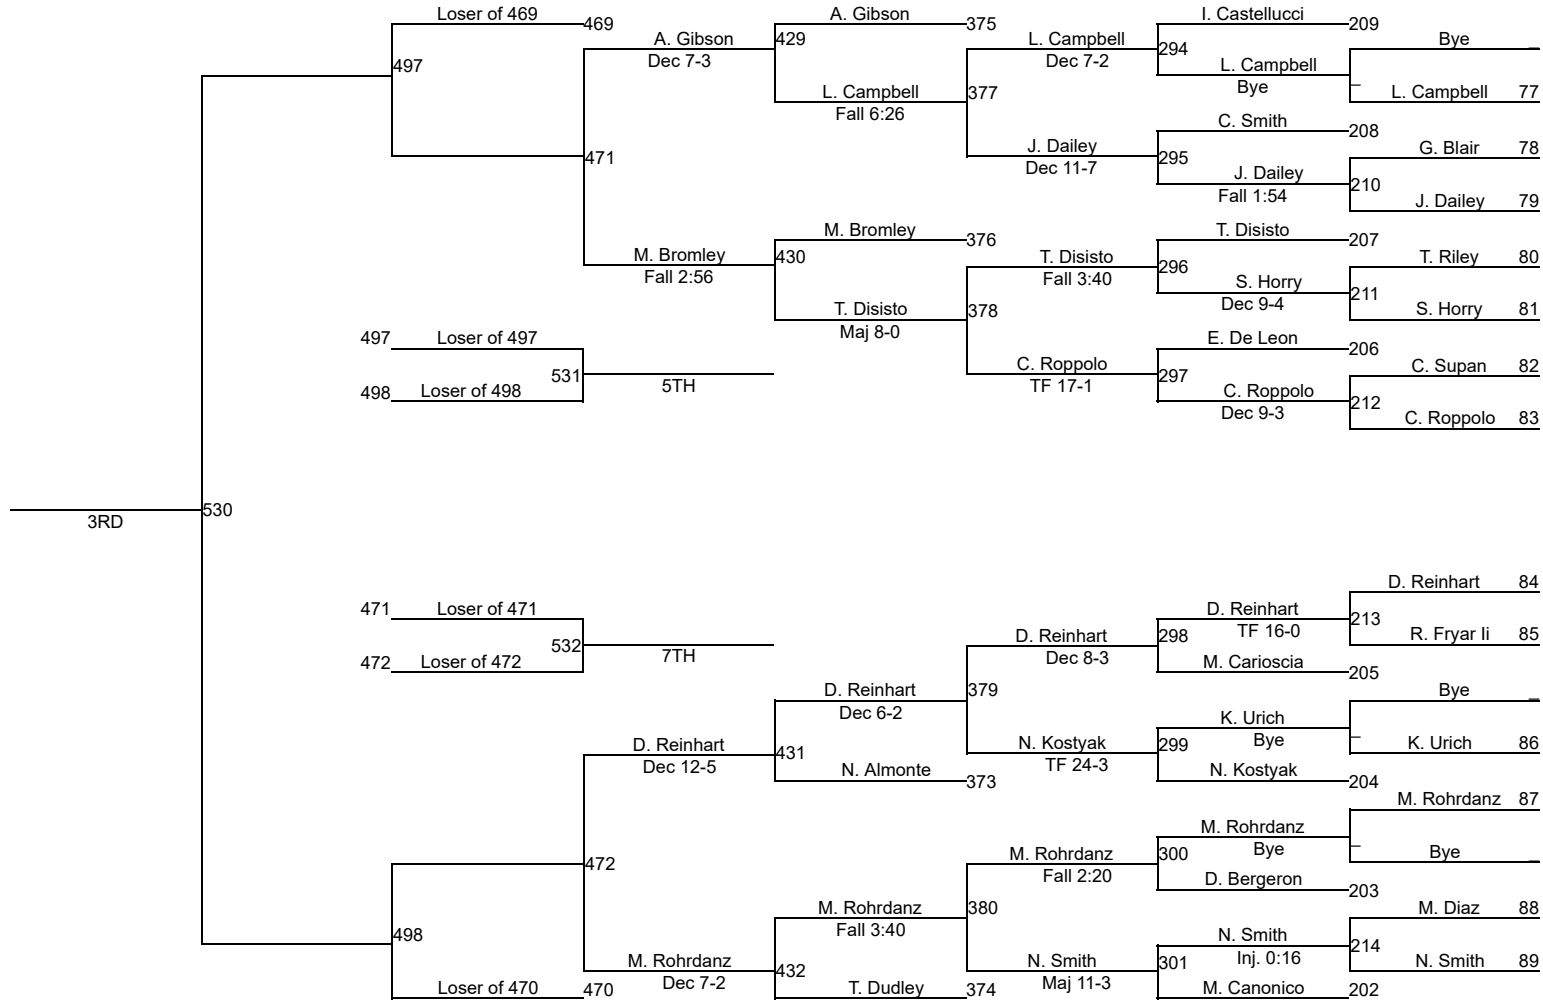 Loser of 469
469
497
A. Gibson
Dec 7-3
429
A. Gibson
375
L. Campbell
Fall 6:26
377
L. Campbell
Dec 7-2
294
I. Castellucci
209
L. Campbell
Bye
Bye _
_
L. Campbell 77
471
J. Dailey
Dec 11-7
295
C. Smith
208
J. Dailey
Fall 1:54
G. Blair 78
210
J. Dailey 79
M. Bromley
Fall 2:56
430
M. Bromley
376
T. Disisto
Maj 8-0
378
T. Disisto
Fall 3:40
296
T. Disisto
207
S. Horry
Dec 9-4
T. Riley 80
211
S. Horry 81
C. Roppolo
TF 17-1
297
E. De Leon
206
C. Roppolo
Dec 9-3
C. Supan 82
212
C. Roppolo 83
497 Loser of 497
531
5TH
498 Loser of 498
530
3RD
471 Loser of 471
532
7TH
472 Loser of 472
D. Reinhart
Dec 12-5
431
D. Reinhart
Dec 6-2
379
D. Reinhart
Dec 8-3
298
D. Reinhart
TF 16-0
D. Reinhart 84
213
R. Fryar Ii 85
M. Carioscia
205
N. Kostyak
TF 24-3
299
K. Urich
Bye
Bye _
_
K. Urich 86
N. Kostyak
204
N. Almonte
373
472
M. Rohrdanz
Dec 7-2
432
M. Rohrdanz
Fall 3:40
380
M. Rohrdanz
Fall 2:20
300
M. Rohrdanz
Bye
M. Rohrdanz 87
_
Bye _
D. Bergeron
203
N. Smith
Maj 11-3
301
N. Smith
Inj. 0:16
M. Diaz 88
214
N. Smith 89
M. Canonico
202
T. Dudley
374
498
Loser of 470
470